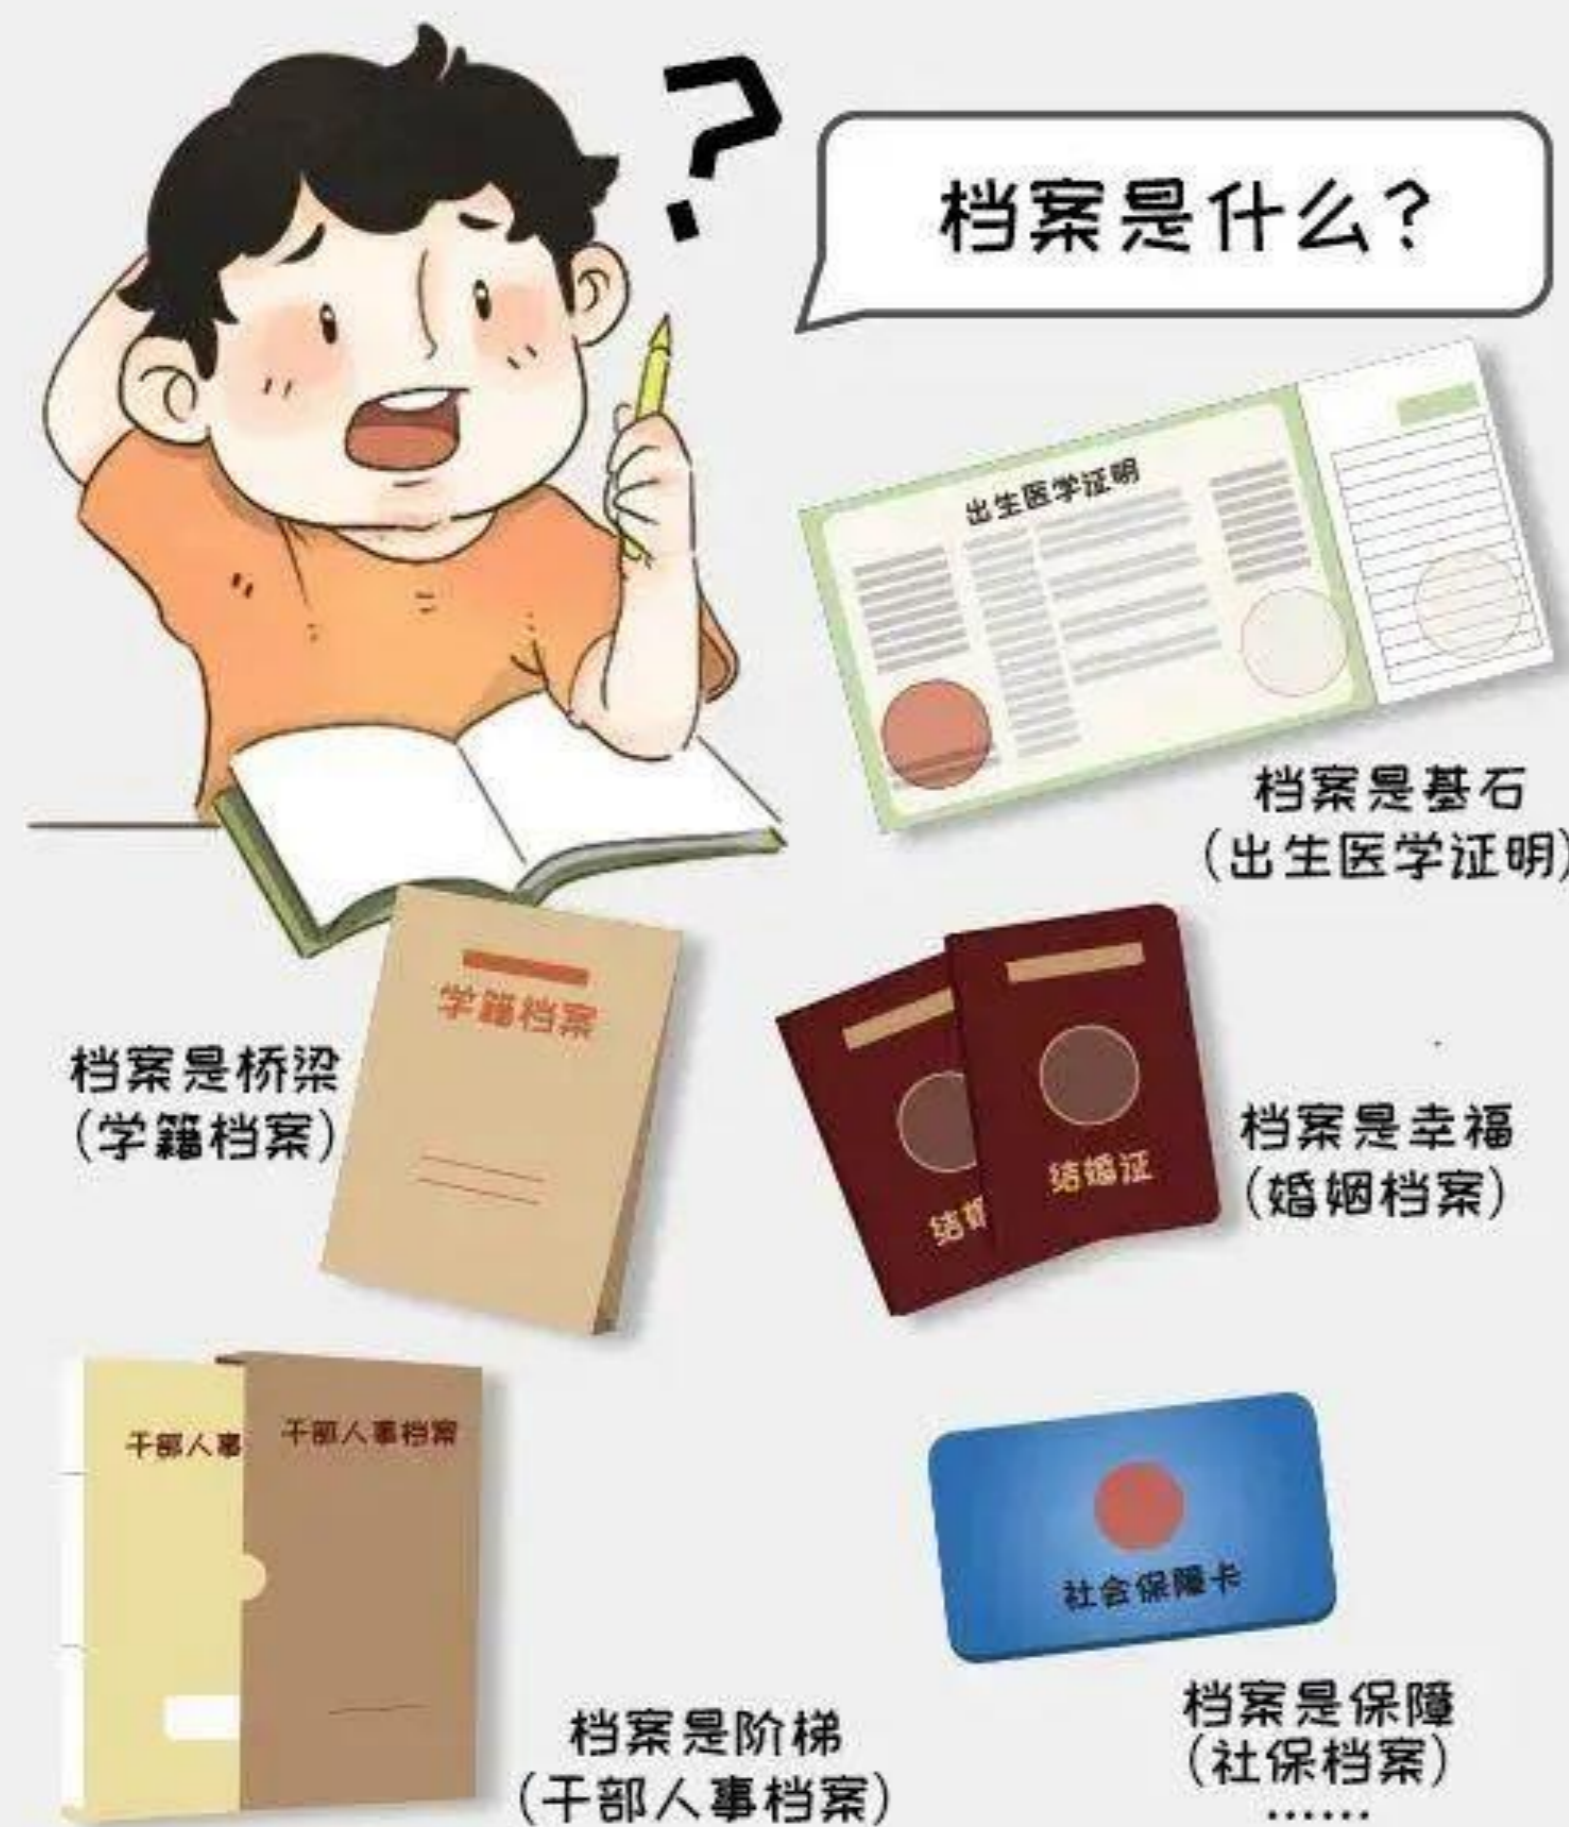 ?
档案是什么?
出生医学证明
档案是基石
(出生医学证明)
学籍档案
档案是桥梁
(学籍档案)
结婚证
结婚
档案是幸福
(婚姻档案)
干部人事
干部人事档案
档案是阶梯
(干部人事档案)
社会保障卡
档案是保障
(社保档案)
......